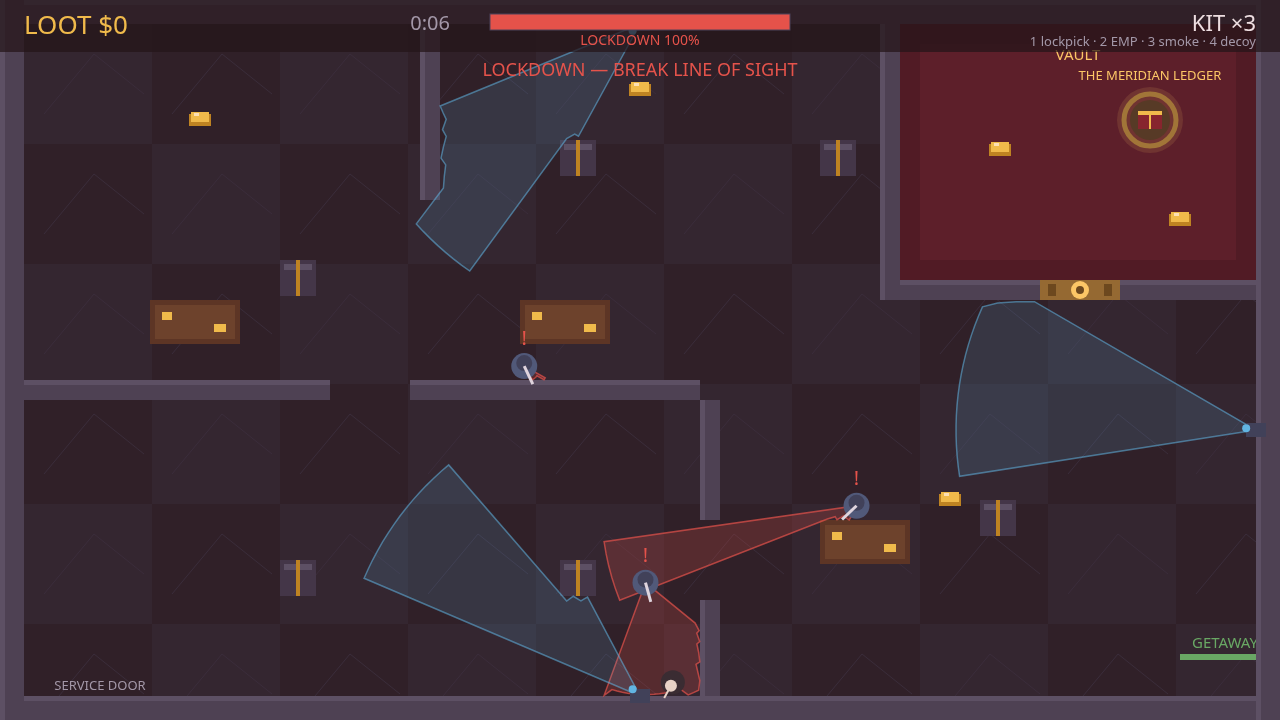 LOOT $0
0:06
LOCKDOWN 100%
KIT ×3
1 lockpick · 2 EMP · 3 smoke · 4 decoy
LOCKDOWN — BREAK LINE OF SIGHT
VAULT
THE MERIDIAN LEDGER
!
!
!
GETAWAY
SERVICE DOOR